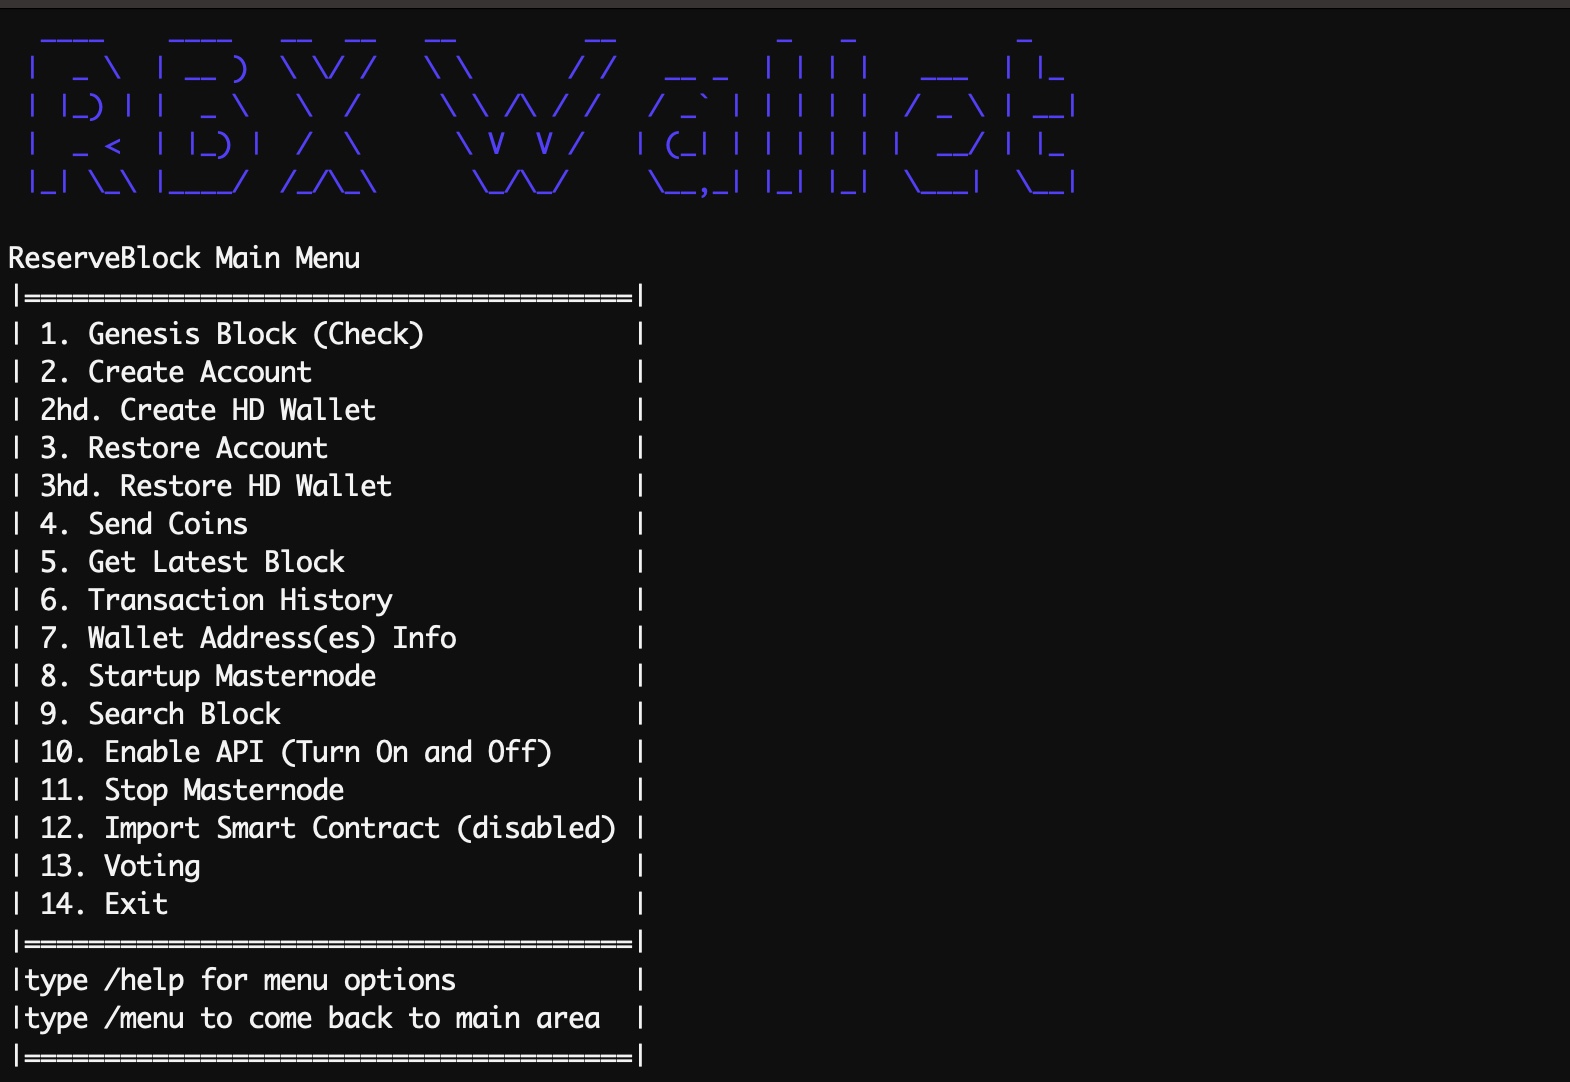 RBX Wallet
ReserveBlock Main Menu
|======================================|
| 1. Genesis Block (Check)             |
| 2. Create Account                    |
| 2hd. Create HD Wallet                |
| 3. Restore Account                   |
| 3hd. Restore HD Wallet               |
| 4. Send Coins                        |
| 5. Get Latest Block                  |
| 6. Transaction History               |
| 7. Wallet Address(es) Info           |
| 8. Startup Masternode                |
| 9. Search Block                      |
| 10. Enable API (Turn On and Off)     |
| 11. Stop Masternode                  |
| 12. Import Smart Contract (disabled) |
| 13. Voting                           |
| 14. Exit                             |
|======================================|
|type /help for menu options           |
|type /menu to come back to main area  |
|======================================|